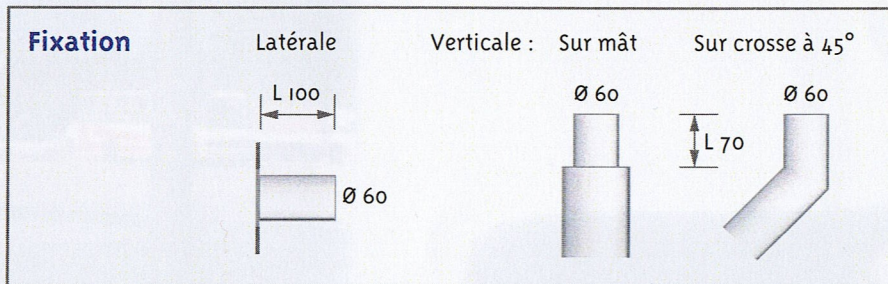 Fixation Latérale Verticale : Sur mât Sur crosse à 45°
L 100 Ø 60 Ø 60
L 70
Ø 60